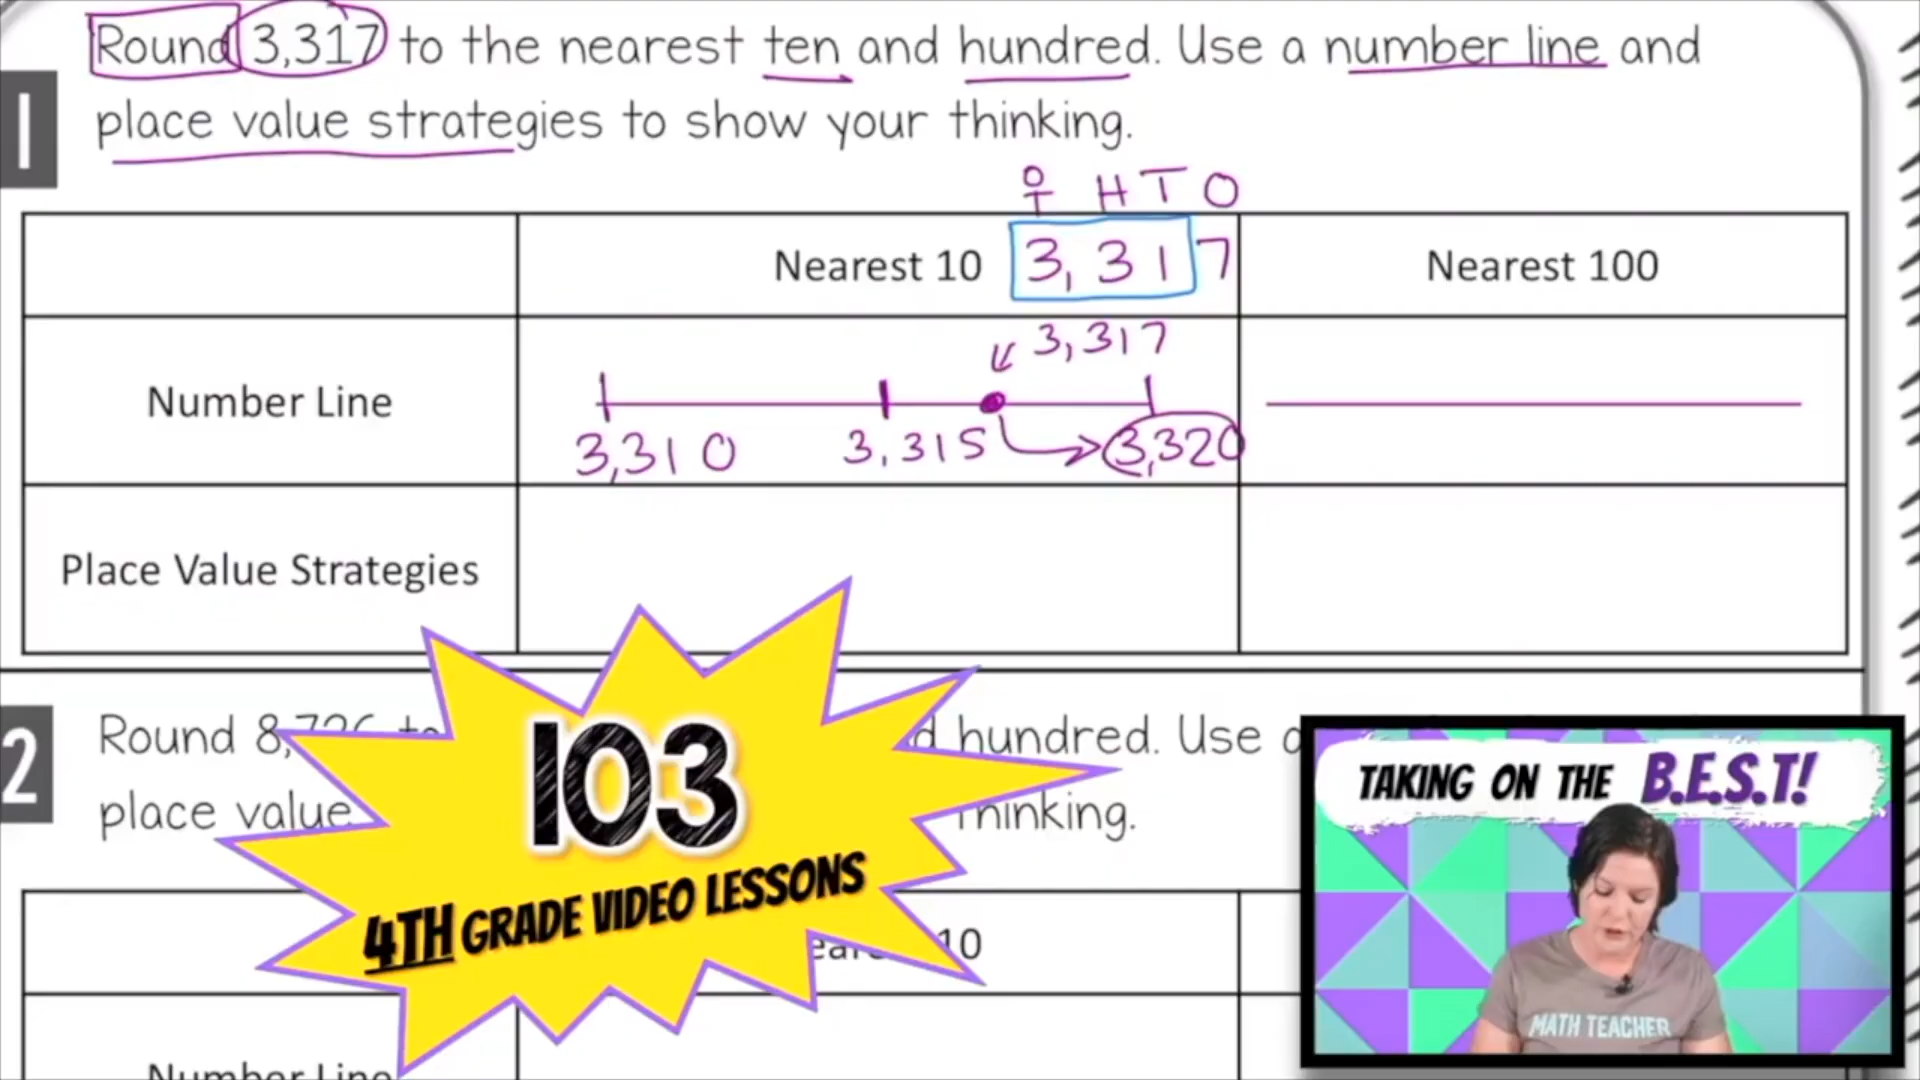 Round 3,317 to the nearest ten and hundred. Use a number line and
1
place value strategies to show your thinking.
T H T O
Nearest 10 3,317 Nearest 100
3,317
Number Line
3,310 3,315 3,320
Place Value Strategies
2
Round hundred. Use a
place value thinking.
103
4TH GRADE VIDEO LESSONS
10
Number Line
TAKING ON THE B.E.S.T!
MATH TEACHER